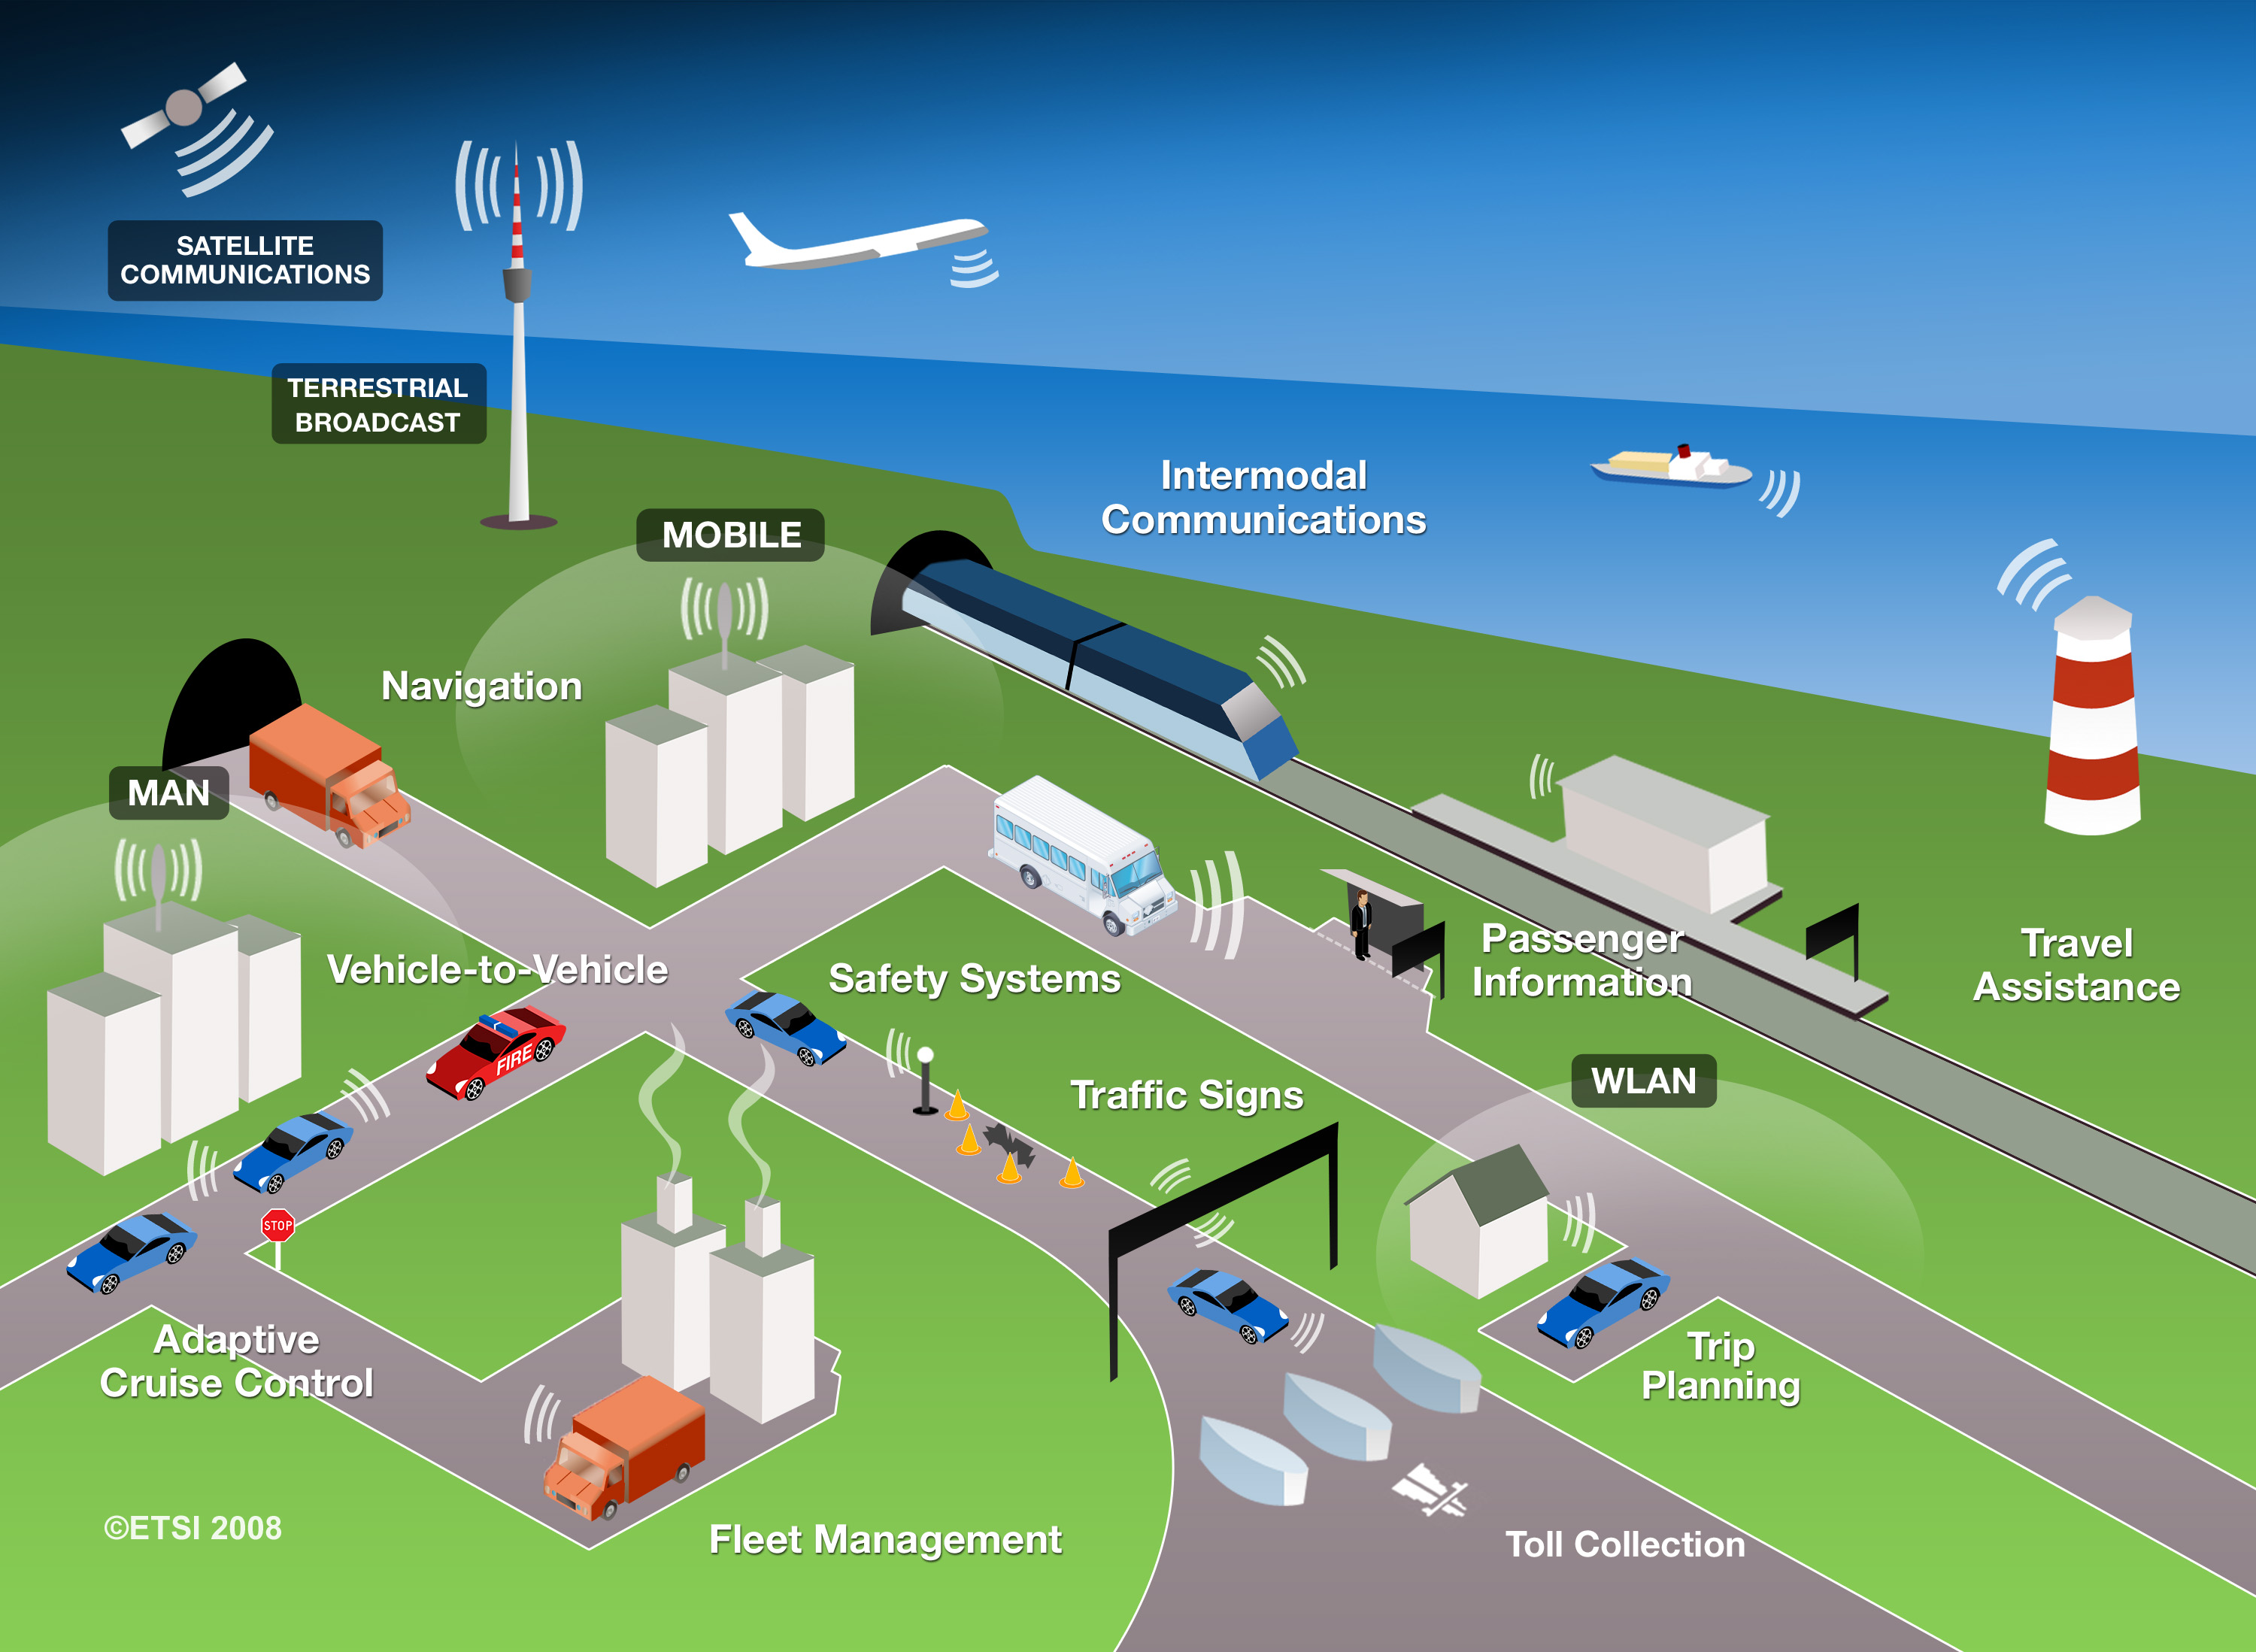 SATELLITE
COMMUNICATIONS
TERRESTRIAL
BROADCAST
Intermodal
Communications
MOBILE
Navigation
MAN
Vehicle-to-Vehicle
Safety Systems
Passenger
Information
Travel
Assistance
FIRE
Traffic Signs
WLAN
STOP
Adaptive
Cruise Control
Trip
Planning
©ETSI 2008
Fleet Management
Toll Collection